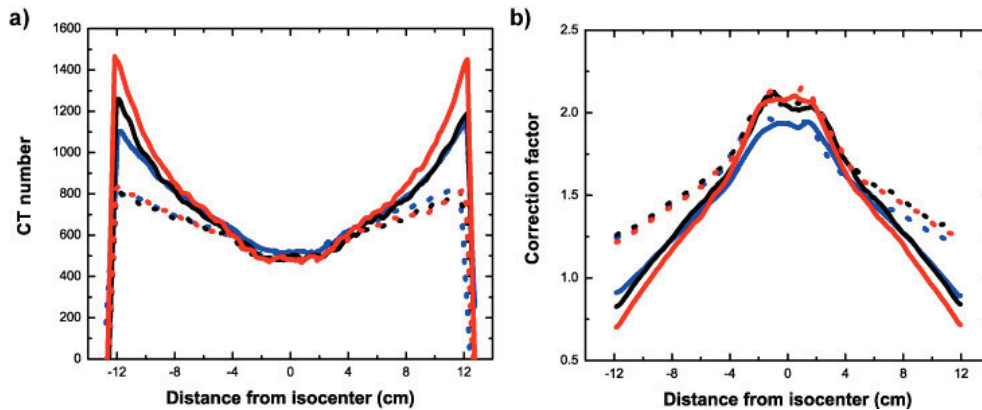 a)
1600
1400
1200
1000
800
600
400
200
0
CT number
-12 -8 -4 0 4 8 12
Distance from isocenter (cm)
b)
2.5
2.0
1.5
1.0
0.5
Correction factor
-12 -8 -4 0 4 8 12
Distance from isocenter (cm)